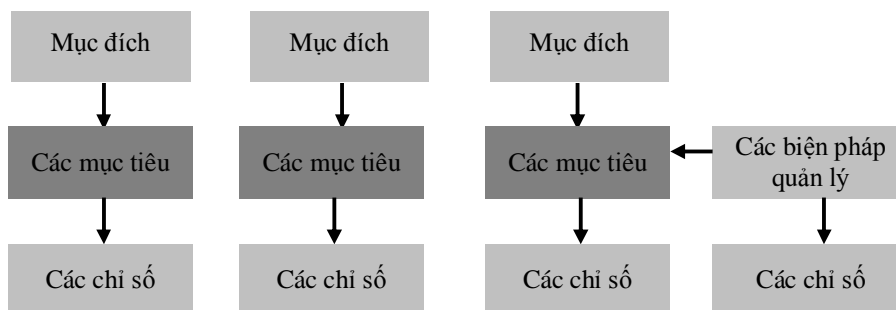 Mục đích
Mục đích
Mục đích
Các mục tiêu
Các mục tiêu
Các mục tiêu
Các biện pháp
quản lý
Các chỉ số
Các chỉ số
Các chỉ số
Các chỉ số